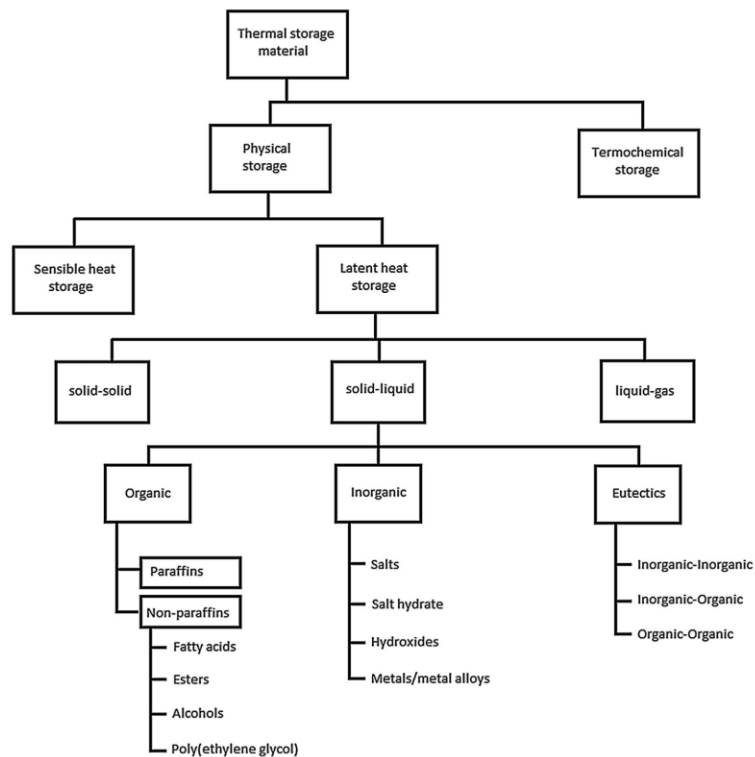 Thermal storage
material
Physical
storage
Termochemical
storage
Sensible heat
storage
Latent heat
storage
solid-solid
solid-liquid
liquid-gas
Organic
Inorganic
Eutectics
Paraffins
Non-paraffins
Fatty acids
Esters
Alcohols
Poly(ethylene glycol)
Salts
Salt hydrate
Hydroxides
Metals/metal alloys
Inorganic-Inorganic
Inorganic-Organic
Organic-Organic